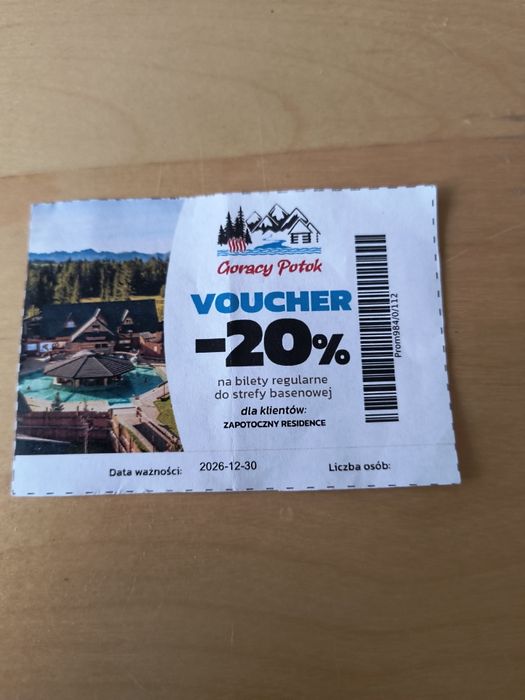 Gorący Potok
VOUCHER
-20%
na bilety regularne
do strefy basenowej
dla klientów:
ZAPOTOCZNY RESIDENCE
Prom984/0/112
Data ważności: 2026-12-30 Liczba osób: